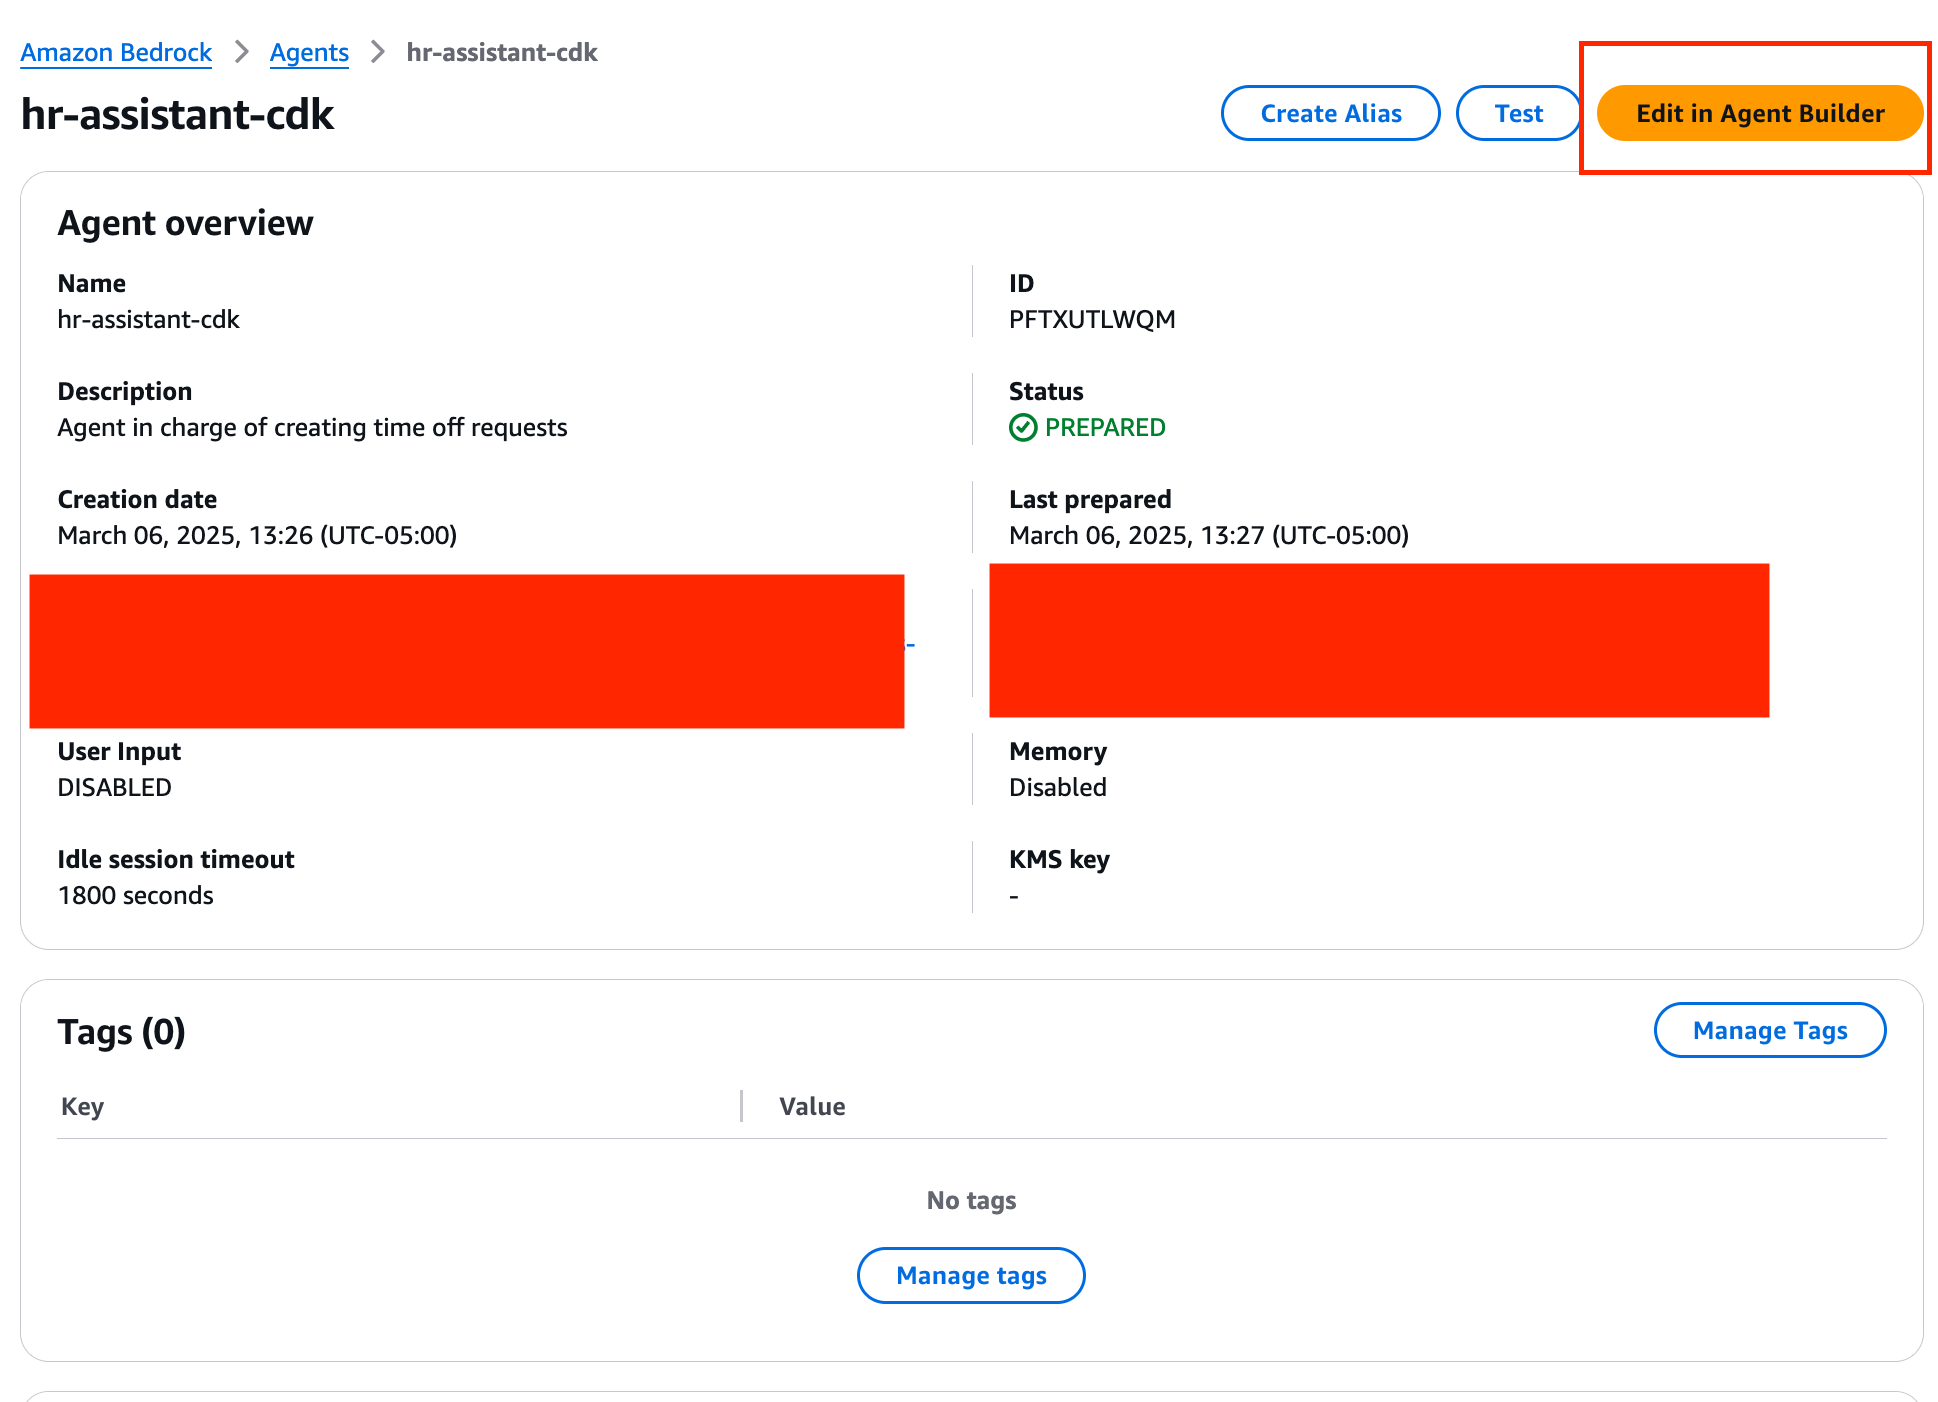 Amazon Bedrock > Agents > hr-assistant-cdk
hr-assistant-cdk
Create Alias
Test
Edit in Agent Builder
Agent overview
Name
hr-assistant-cdk
ID
PFTXUTLWQM
Description
Agent in charge of creating time off requests
Status
PREPARED
Creation date
March 06, 2025, 13:26 (UTC-05:00)
Last prepared
March 06, 2025, 13:27 (UTC-05:00)
User Input
DISABLED
Memory
Disabled
Idle session timeout
1800 seconds
KMS key
-
Tags (0)
Manage Tags
Key
Value
No tags
Manage tags